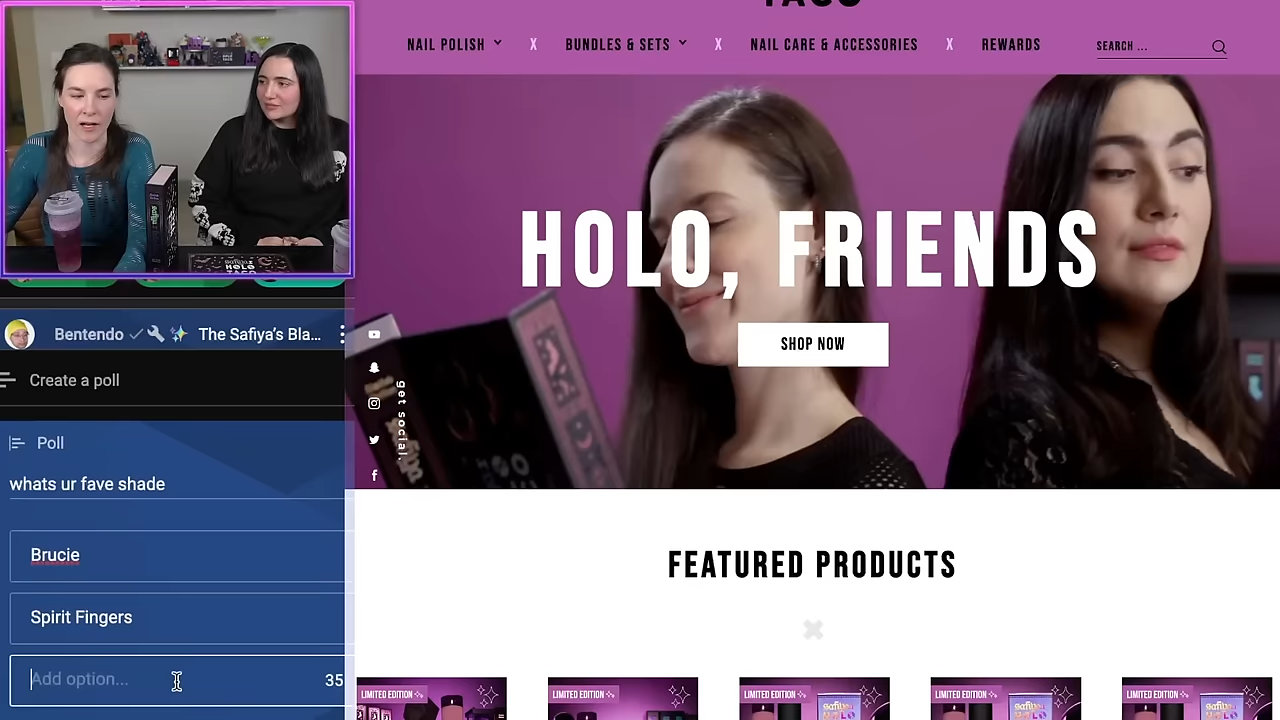 TACO
NAIL POLISH
X
BUNDLES & SETS
X
NAIL CARE & ACCESSORIES
X
REWARDS
SEARCH ...
HOLO, FRIENDS
SHOP NOW
get social.
Bentendo
The Safiya's Bla...
Create a poll
Poll
whats ur fave shade
Brucie
Spirit Fingers
Add option...
35
FEATURED PRODUCTS
LIMITED EDITION
LIMITED EDITION
LIMITED EDITION
LIMITED EDITION
LIMITED EDITION